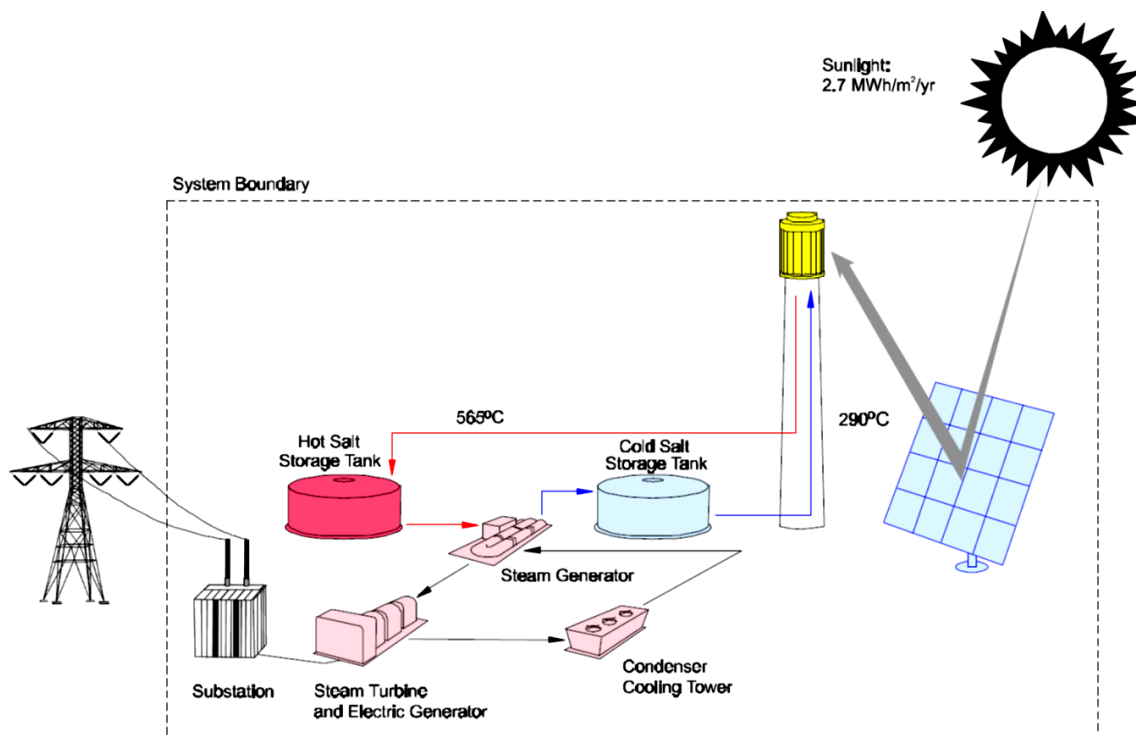 Sunlight:
2.7 MWh/m²/yr
System Boundary
565ºC
290ºC
Hot Salt
Storage Tank
Cold Salt
Storage Tank
Steam Generator
Substation
Steam Turbine
and Electric Generator
Condenser
Cooling Tower